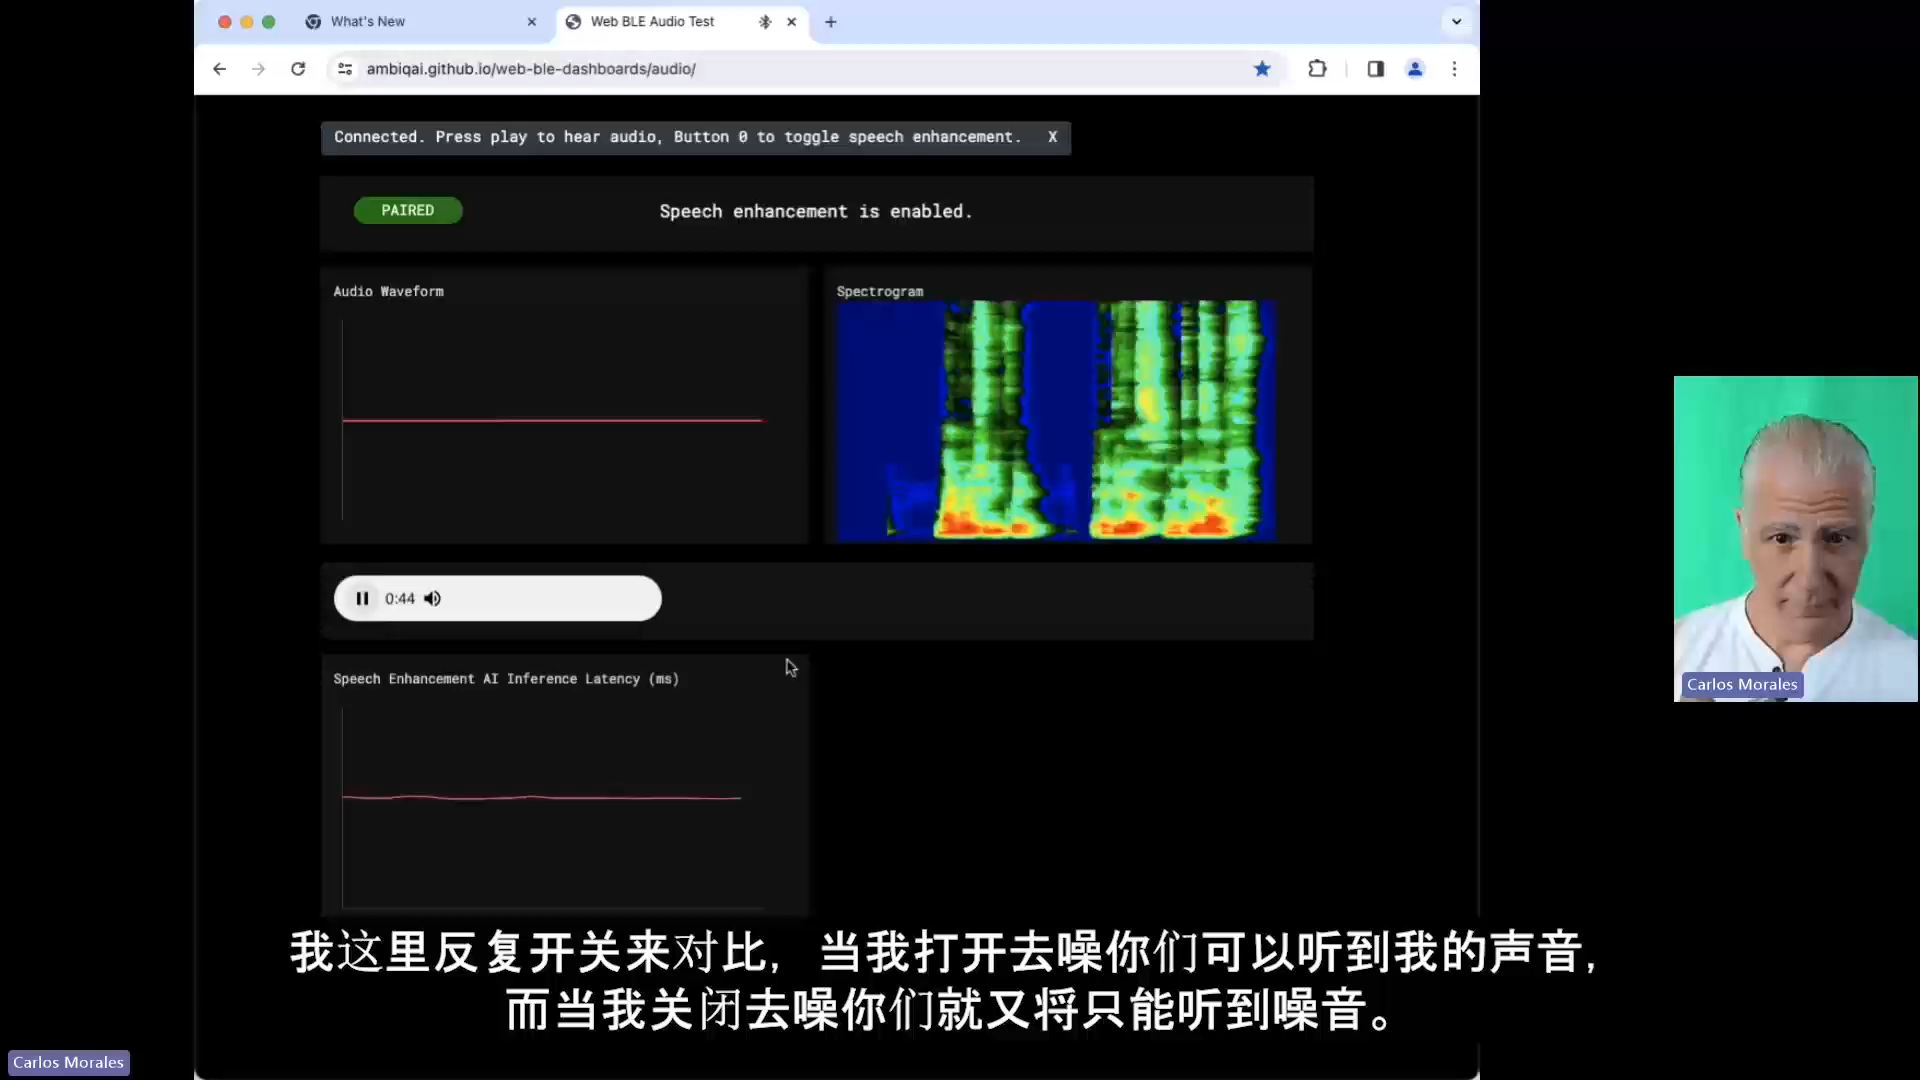 What's New
Web BLE Audio Test
ambiqai.github.io/web-ble-dashboards/audio/
Connected. Press play to hear audio, Button 0 to toggle speech enhancement. X
PAIRED
Speech enhancement is enabled.
Audio Waveform
Spectrogram
0:44
Speech Enhancement AI Inference Latency (ms)
Carlos Morales
我这里反复开关来对比, 当我打开去噪你们可以听到我的声音,
而当我关闭去噪你们就又将只能听到噪音。
Carlos Morales